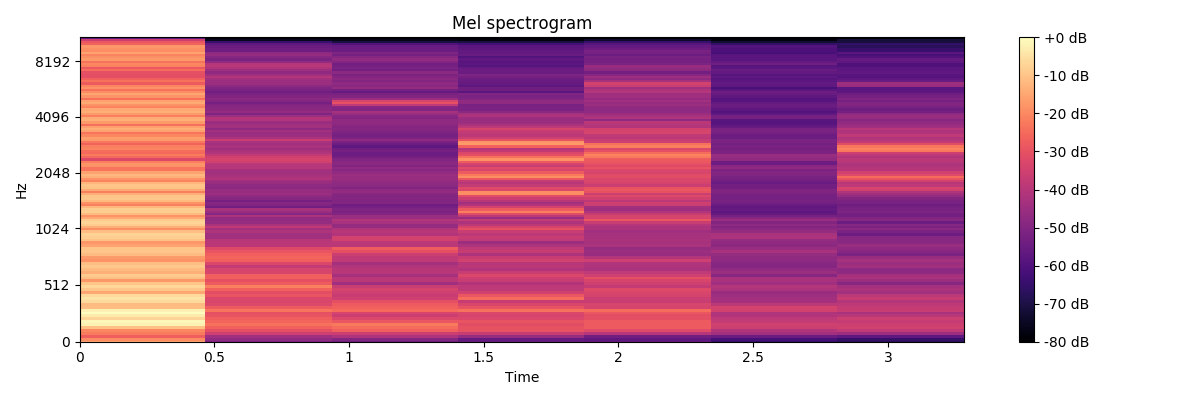 Mel spectrogram
Hz
8192
4096
2048
1024
512
0
0 0.5 1 1.5 2 2.5 3
Time
+0 dB
-10 dB
-20 dB
-30 dB
-40 dB
-50 dB
-60 dB
-70 dB
-80 dB